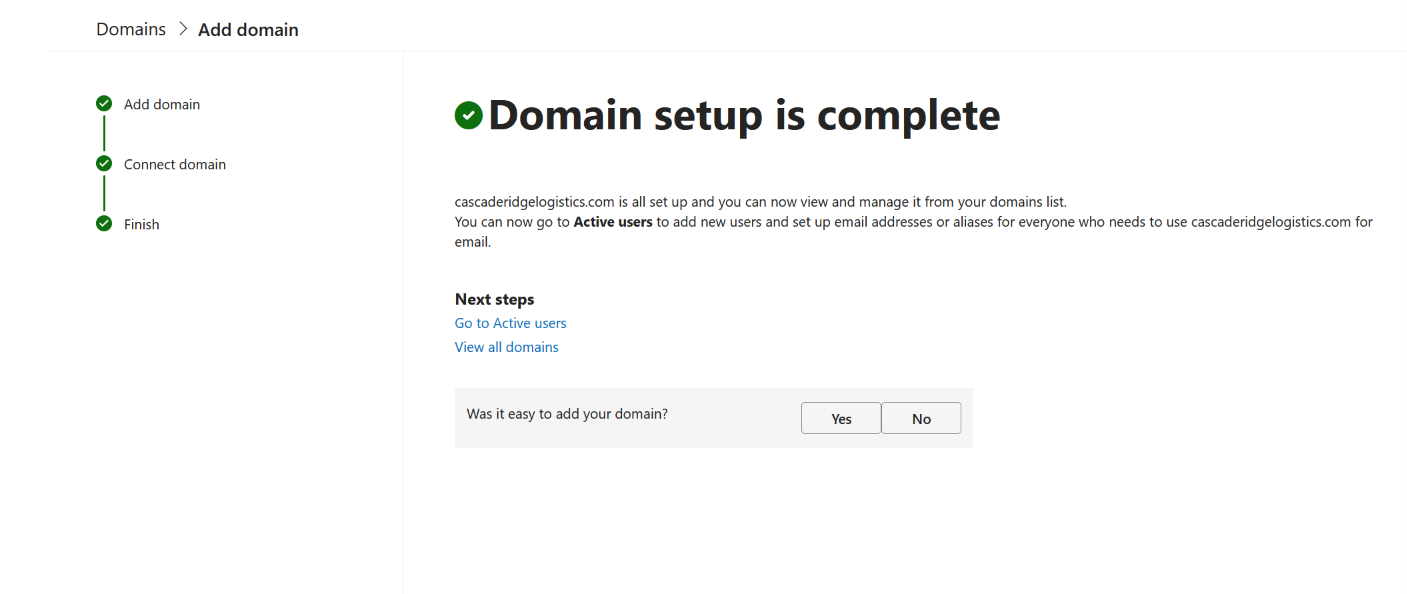 Domains > Add domain
Add domain
Connect domain
Finish
Domain setup is complete
cascaderidgelogistics.com is all set up and you can now view and manage it from your domains list.
You can now go to Active users to add new users and set up email addresses or aliases for everyone who needs to use cascaderidgelogistics.com for
email.
Next steps
Go to Active users
View all domains
Was it easy to add your domain? Yes No